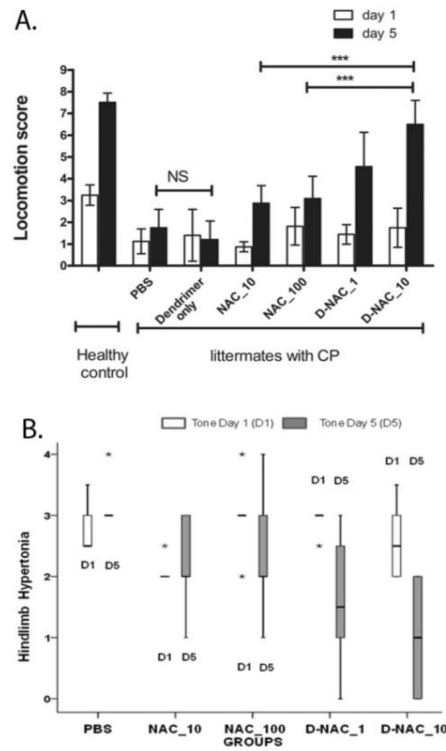 A.
day 1
day 5
Locomotion score
9
8
7
6
5
4
3
2
1
0
***
***
NS
PBS
Dendrimer only
NAC_10
NAC_100
D-NAC_1
D-NAC_10
Healthy control
littermates with CP
B.
Tone Day 1 (D1)
Tone Day 5 (D5)
Hindlimb Hypertonia
4
3
2
1
0
D1 D5
*
D1 D5
*
D1 D5
*
*
*
D1 D5
*
D1 D5
PBS
NAC_10
NAC_100
D-NAC_1
D-NAC_10
GROUPS